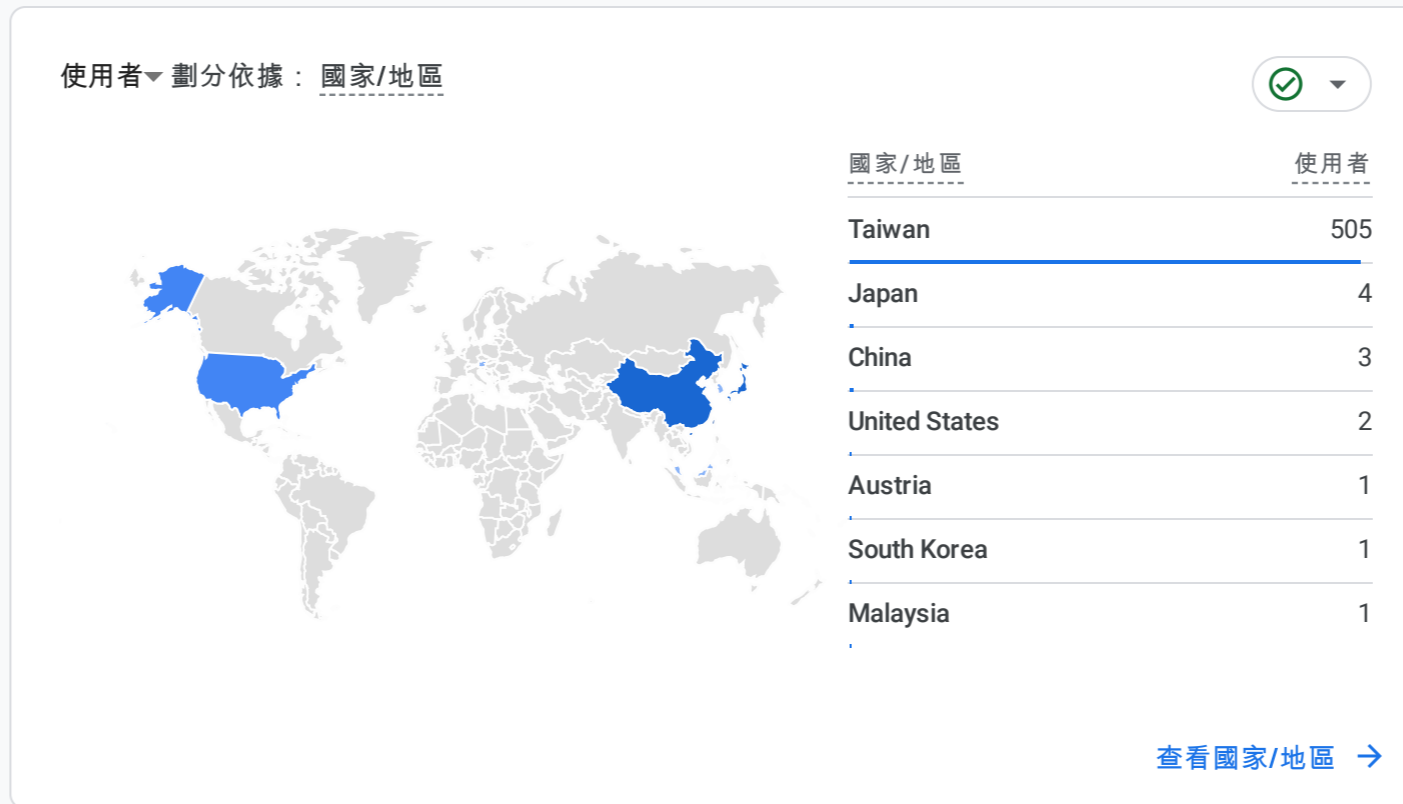 使用者 劃分依據： 國家/地區
國家/地區 使用者
Taiwan 505
Japan 4
China 3
United States 2
Austria 1
South Korea 1
Malaysia 1
查看國家/地區 →